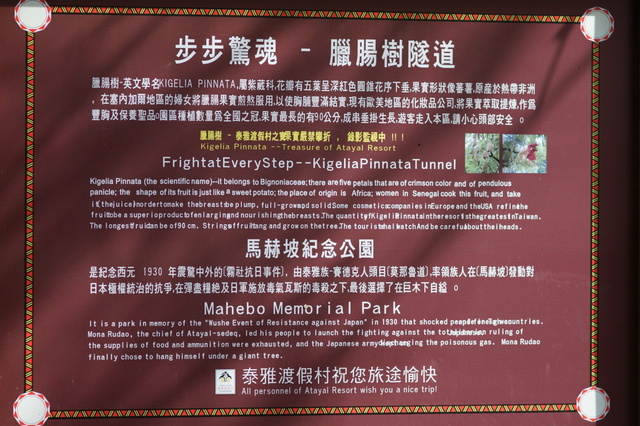 步步驚魂 - 臘腸樹隧道
臘腸樹-英文學名KIGELIA PINNATA,屬紫葳科,花瓣有五葉呈深紅色圓錐花序下垂,果實形狀像蕃薯,原產於熱帶非洲
，在塞內加爾地區的婦女將臘腸果實煎熬服用,以使胸脯豐滿結實,現有歐美地區的化妝品公司,將果實萃取提煉,作爲
豐胸及保養聖品。園區種植數量爲全國之冠,果實最長的有90公分,成串垂掛生長,遊客走入本區,請小心頭部安全。
臘腸樹 - 泰雅渡假村之寶果實嚴禁攀折 ， 錄影監視中 !!!
Kigelia Pinnata --Treasure of Atayal Resort
FrightatEveryStep--KigeliaPinnataTunnel
Kigelia Pinnata (the scientific name)--it belongs to Bignoniaceae; there are five petals that are of crimson color and of pendulous
panicle; the shape of its fruit is just like a sweet potato; the place of origin is Africa; women in Senegal cook this fruit, and take
it (the juice) in order to make the breast be plump, full-grown and solid Some cosmetic companies in Europe and the USA refine the
fruit to be a superior product of enlarging and nourishing the breasts. The quantity of Kigelia Pinnata in the resort is the greatest in Taiwan.
The longest fruit can be of 90 cm. Strings of fruit hang and grow on the tree. The tourist shall watch And be careful about the heads.
馬赫坡紀念公園
是紀念西元 1930 年震驚中外的(霧社抗日事件)，由泰雅族-賽德克人頭目(莫那魯道),率領族人在(馬赫坡)發動對
日本極權統治的抗爭,在彈盡糧絕及日軍施放毒氣瓦斯的毒殺之下,最後選擇了在巨木下自縊。
Mahebo Memorial Park
It is a park in memory of the "Wushe Event of Resistance against Japan" in 1930 that shocked people foreign countries.
Mona Rudao, the chief of Atayal-sedeq, led his people to launch the fighting against the totalitarian ruling of
the supplies of food and ammunition were exhausted, and the Japanese army discharging the poisonous gas. Mona Rudao
finally chose to hang himself under a giant tree.
泰雅渡假村祝您旅途愉快
All personnel of Atayal Resort wish you a nice trip!